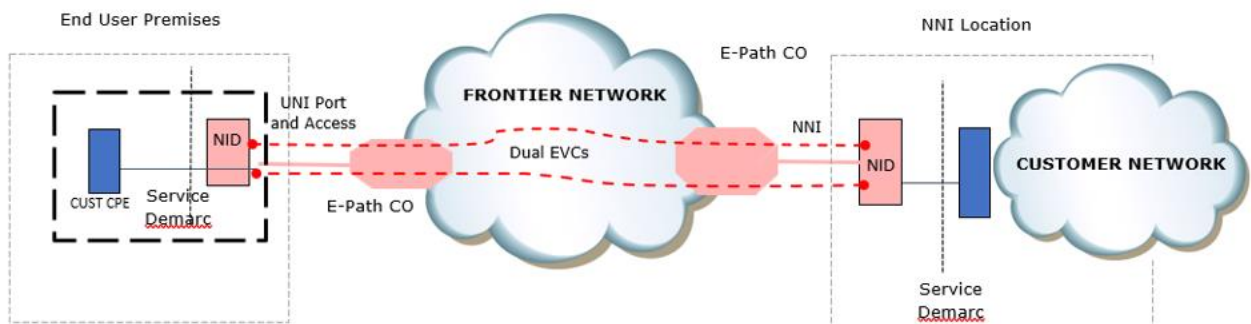 End User Premises
NNI Location
E-Path CO
FRONTIER NETWORK
UNI Port
and Access
NID
NNI
Dual EVCs
NID
CUSTOMER NETWORK
CUST CPE
Service
Demarc
E-Path CO
Service
Demarc